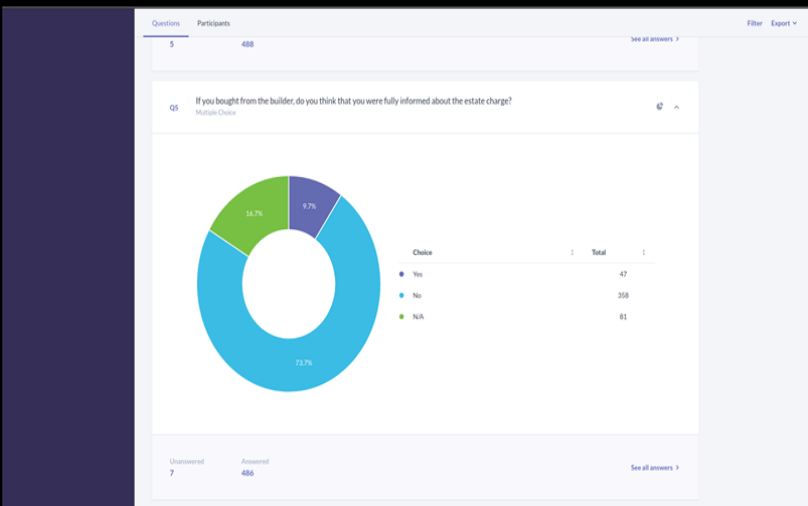 Questions Participants Filter Export
5 488 See all answers
Q5 If you bought from the builder, do you think that you were fully informed about the estate charge?
Multiple Choice
9.7%
16.7%
73.7%
Choice Total
Yes 47
No 358
N/A 81
Unanswered Answered
7 486
See all answers